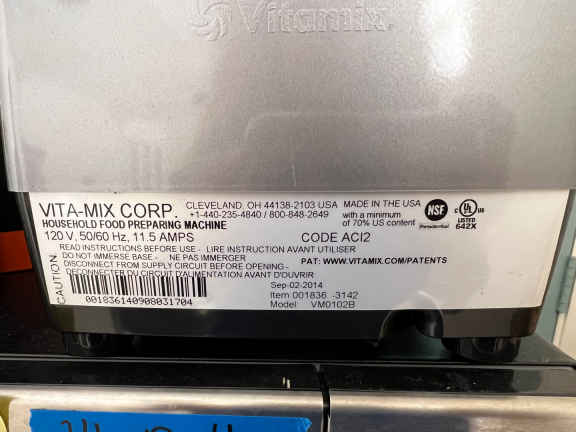 Vitamix
VITA-MIX CORP. CLEVELAND, OH 44138-2103 USA MADE IN THE USA
+1-440-235-4840 / 800-848-2649 with a minimum
of 70% US content
HOUSEHOLD FOOD PREPARING MACHINE
120 V, 50/60 Hz, 11.5 AMPS CODE ACI2
NSF
Residential
c UL us
LISTED
642X
CAUTION
READ INSTRUCTIONS BEFORE USE - LIRE INSTRUCTION AVANT UTILISER
DO NOT IMMERSE BASE - NE PAS IMMERGER
DISCONNECT FROM SUPPLY CIRCUIT BEFORE OPENING -
DECONNECTER DU CIRCUIT D'ALIMENTATION AVANT D'OUVRIR
PAT: WWW.VITAMIX.COM/PATENTS
001836140908031704
Sep-02-2014
Item 001836 -3142
Model: VM0102B